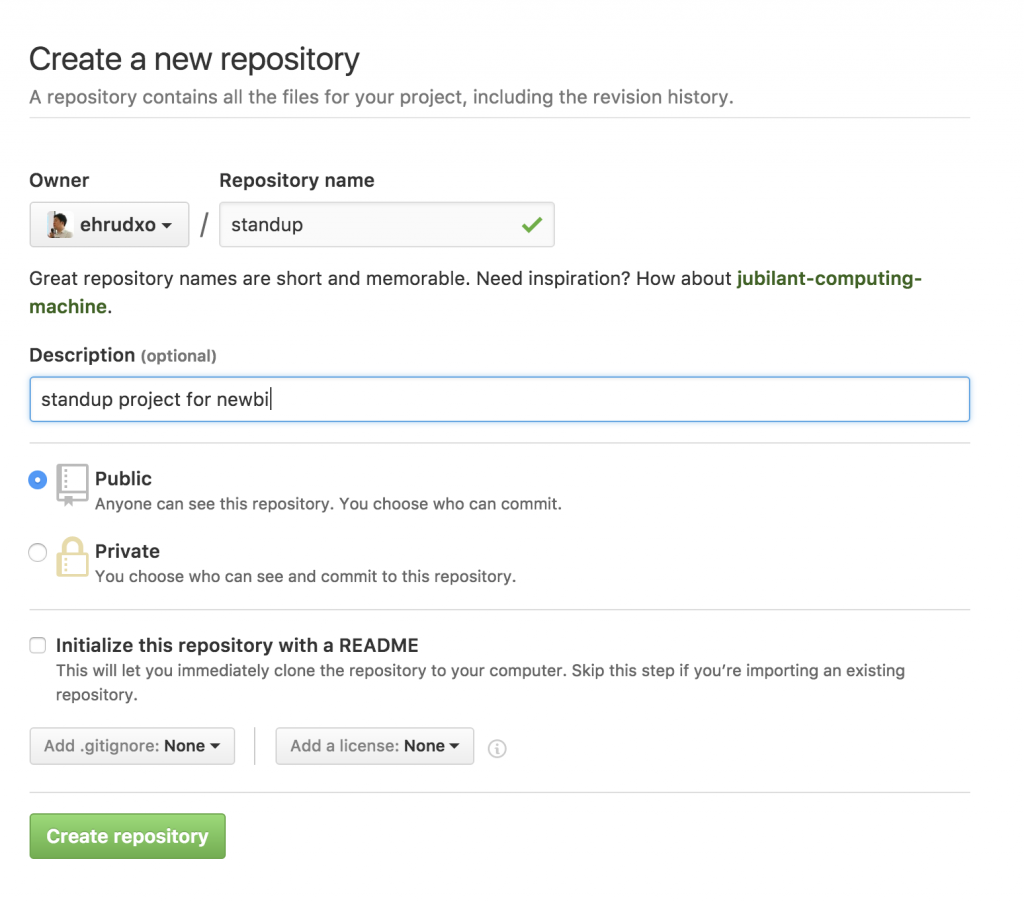 Create a new repository
A repository contains all the files for your project, including the revision history.
Owner
Repository name
ehrudxo / standup
Great repository names are short and memorable. Need inspiration? How about jubilant-computing-
machine.
Description (optional)
standup project for newbi
Public
Anyone can see this repository. You choose who can commit.
Private
You choose who can see and commit to this repository.
Initialize this repository with a README
This will let you immediately clone the repository to your computer. Skip this step if you’re importing an existing
repository.
Add .gitignore: None
Add a license: None
Create repository